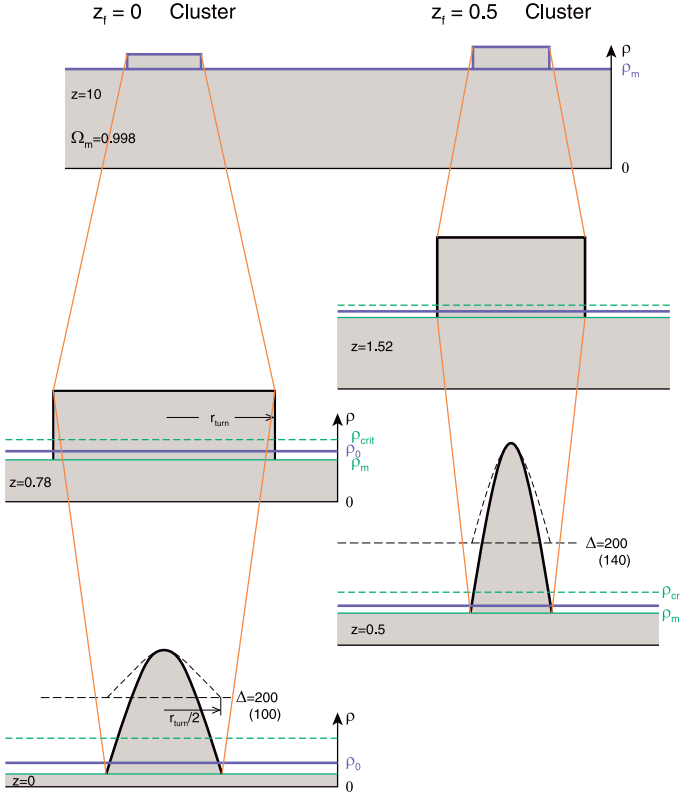 z_f = 0 Cluster
z_f = 0.5 Cluster
ρ
ρ_m
z=10
Ω_m=0.998
0
z=1.52
r_turn
ρ
ρ_crit
ρ_0
ρ_m
z=0.78
0
Δ=200
(140)
ρ_cr
ρ_m
z=0.5
Δ=200
(100)
r_turn/2
ρ
ρ_0
z=0
0